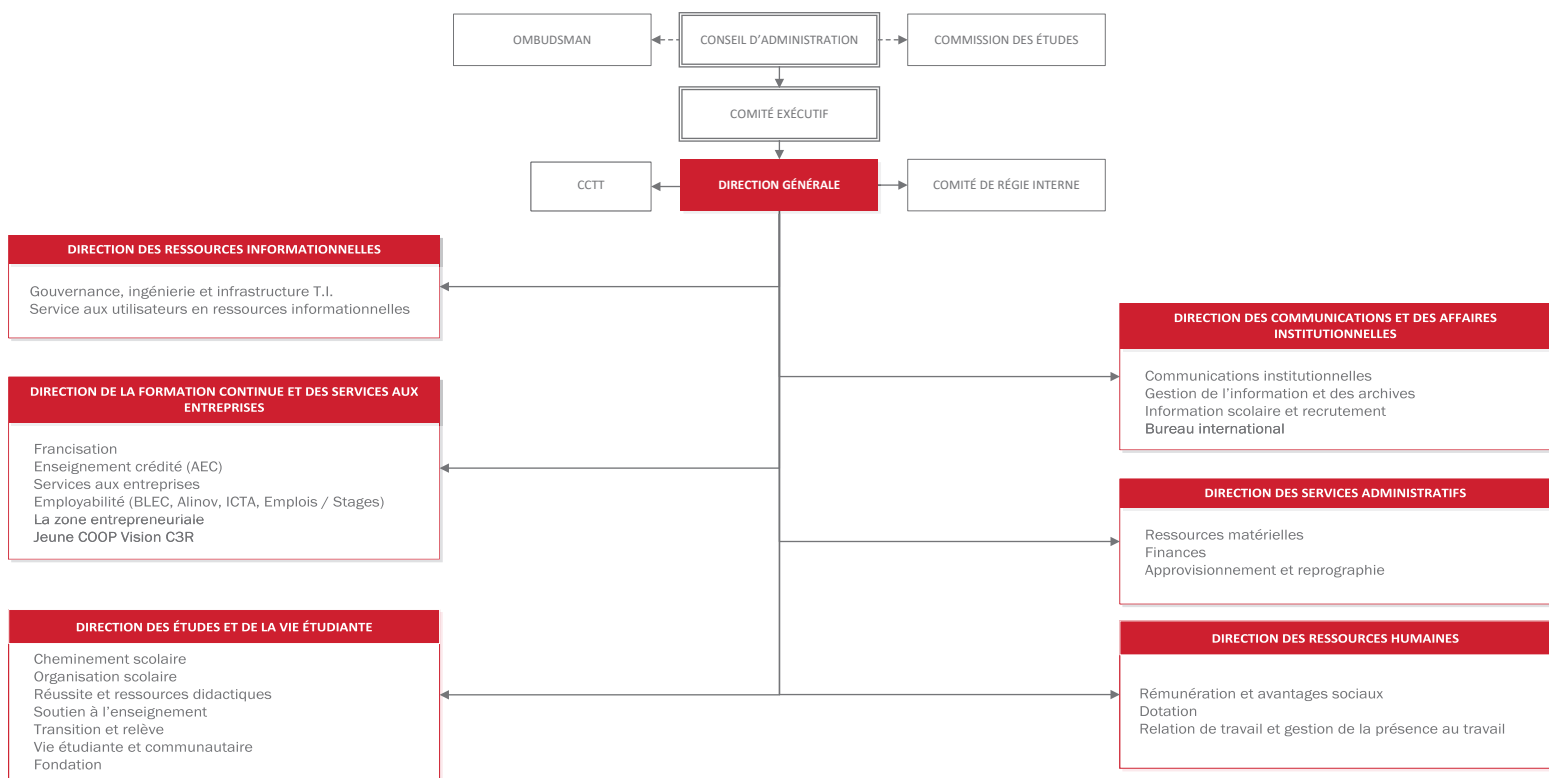 OMBUDSMAN
CONSEIL D’ADMINISTRATION
COMMISSION DES ÉTUDES
COMITÉ EXÉCUTIF
CCTT
DIRECTION GÉNÉRALE
COMITÉ DE RÉGIE INTERNE
DIRECTION DES RESSOURCES INFORMATIONNELLES
Gouvernance, ingénierie et infrastructure T.I.
Service aux utilisateurs en ressources informationnelles
DIRECTION DES COMMUNICATIONS ET DES AFFAIRES
INSTITUTIONNELLES
Communications institutionnelles
Gestion de l’information et des archives
Information scolaire et recrutement
Bureau international
DIRECTION DE LA FORMATION CONTINUE ET DES SERVICES AUX
ENTREPRISES
Francisation
Enseignement crédité (AEC)
Services aux entreprises
Employabilité (BLEC, Alinov, ICTA, Emplois / Stages)
La zone entrepreneuriale
Jeune COOP Vision C3R
DIRECTION DES SERVICES ADMINISTRATIFS
Ressources matérielles
Finances
Approvisionnement et reprographie
DIRECTION DES ÉTUDES ET DE LA VIE ÉTUDIANTE
Cheminement scolaire
Organisation scolaire
Réussite et ressources didactiques
Soutien à l’enseignement
Transition et relève
Vie étudiante et communautaire
Fondation
DIRECTION DES RESSOURCES HUMAINES
Rémunération et avantages sociaux
Dotation
Relation de travail et gestion de la présence au travail